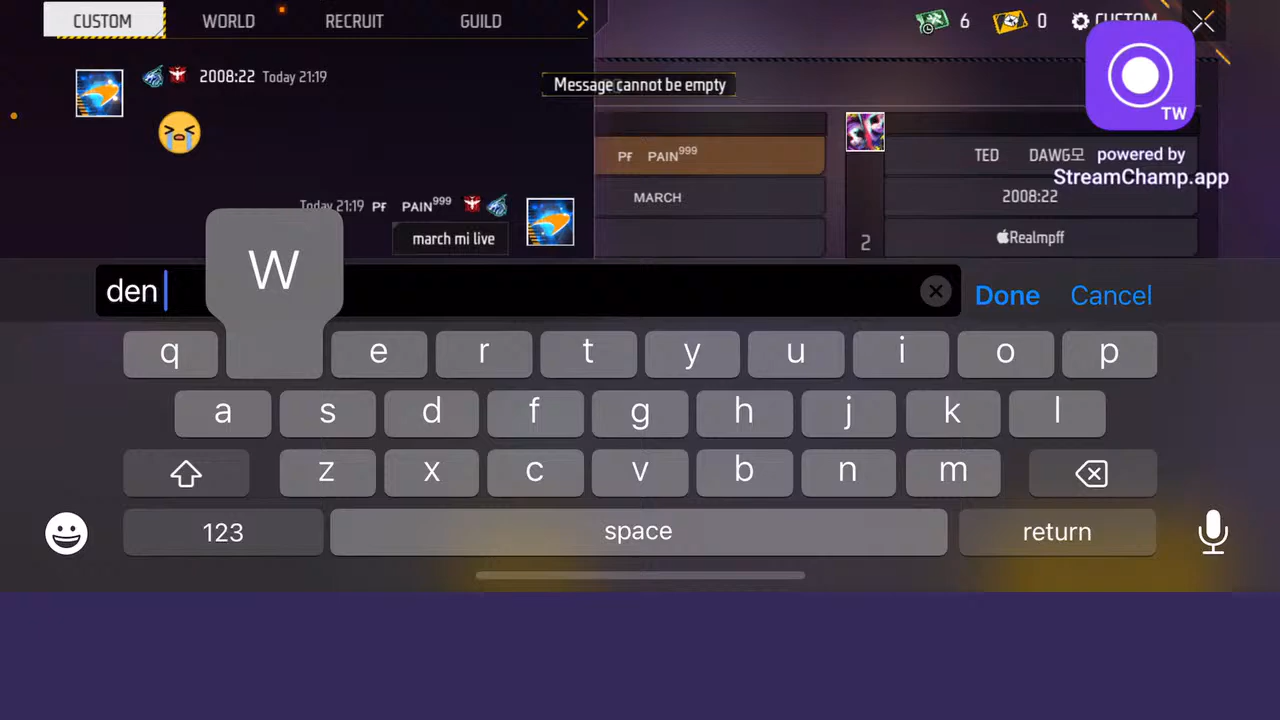 CUSTOM WORLD RECRUIT GUILD
6 0 CUSTOM
2008:22 Today 21:19
Message cannot be empty
TW
powered by
StreamChamp.app
Today 21:19 PF PAIN999
march mi live
PF PAIN999
MARCH
TED DAWG모
2008:22
2 Realmpff
den
W
Done Cancel
q e r t y u i o p
a s d f g h j k l
z x c v b n m
123 space return